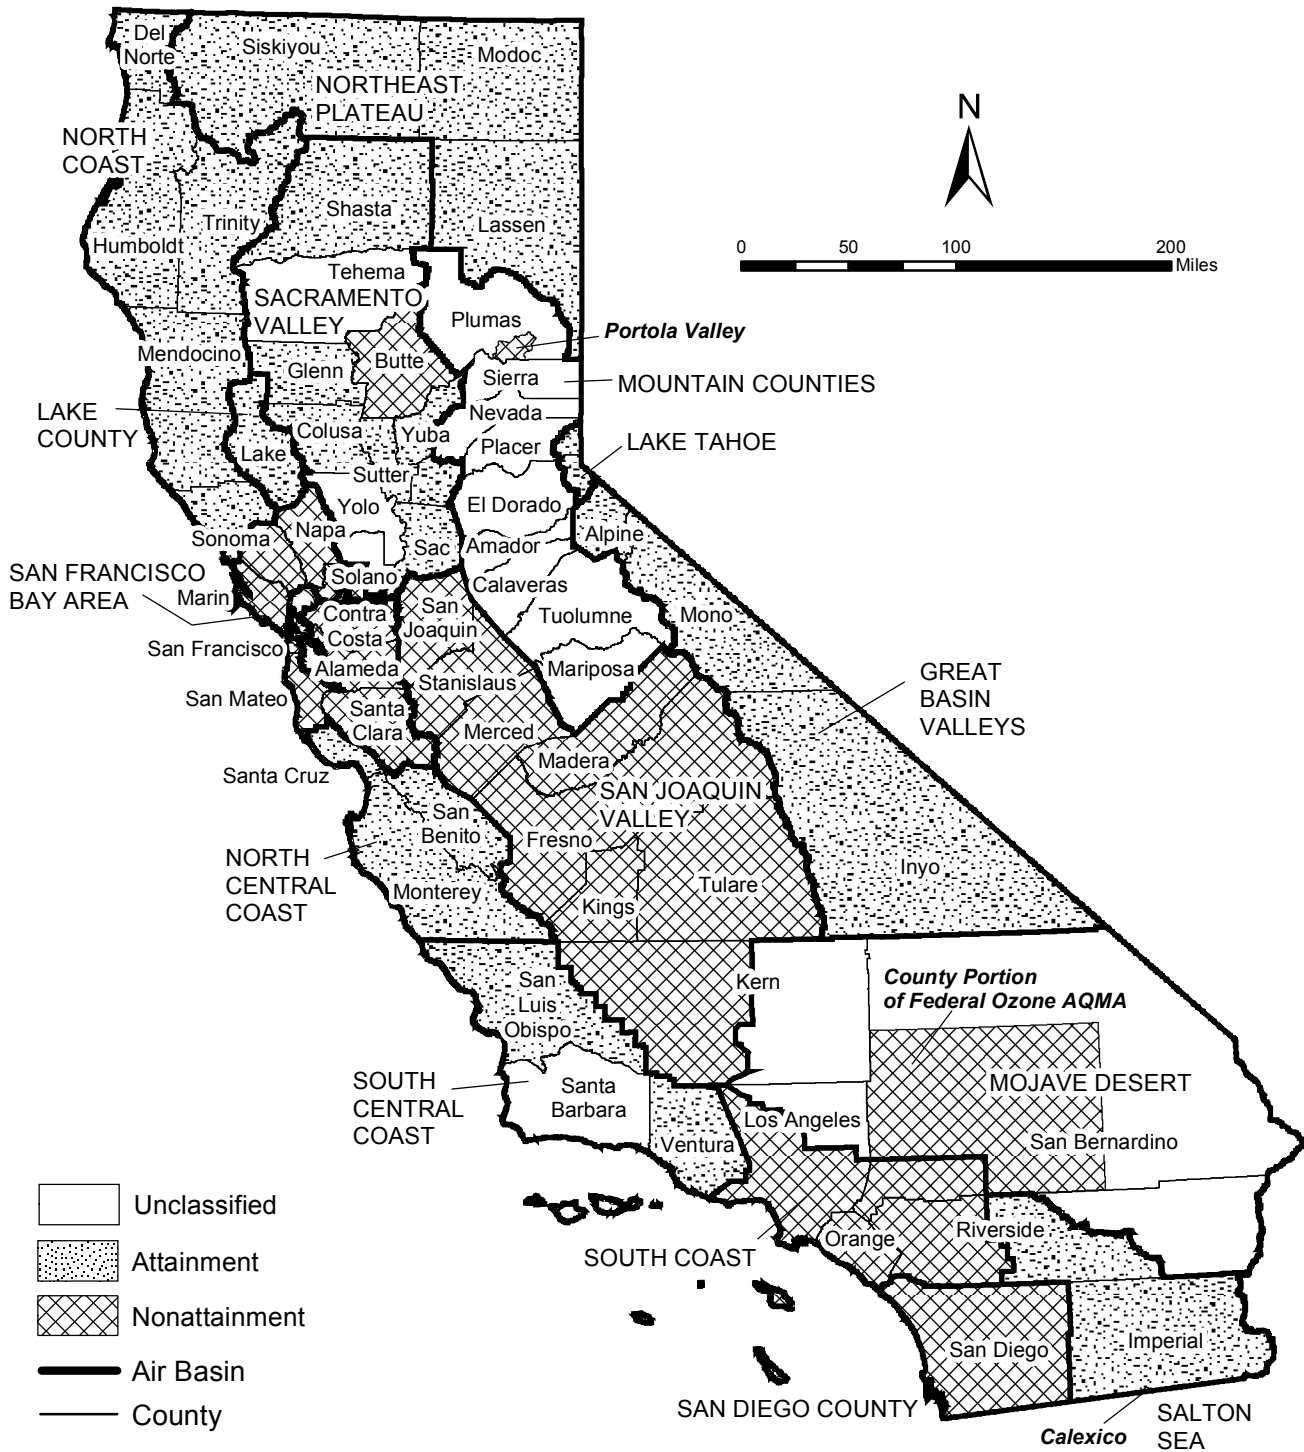 Del
Norte
Siskiyou
Modoc
NORTHEAST
PLATEAU
N
NORTH
COAST
Shasta
Trinity
Lassen
Humboldt
0 50 100 200
Miles
Tehema
SACRAMENTO
VALLEY
Plumas
Portola Valley
Mendocino
Butte
Glenn
Sierra
MOUNTAIN COUNTIES
LAKE
COUNTY
Nevada
Colusa
Yuba
Placer
LAKE TAHOE
Lake
Sutter
Yolo
El Dorado
Napa
Sonoma
Alpine
Sac
Amador
SAN FRANCISCO
BAY AREA
Solano
Calaveras
Marin
San
Joaquin
Contra
Costa
Tuolumne
Mono
San Francisco
Alameda
Mariposa
Stanislaus
GREAT
BASIN
VALLEYS
San Mateo
Santa
Clara
Merced
Madera
Santa Cruz
SAN JOAQUIN
VALLEY
San
Benito
Fresno
NORTH
CENTRAL
COAST
Inyo
Monterey
Tulare
Kings
San
Luis
Obispo
Kern
County Portion
of Federal Ozone AQMA
SOUTH
CENTRAL
COAST
Santa
Barbara
MOJAVE DESERT
Los Angeles
San Bernardino
Ventura
Unclassified
Riverside
Orange
SOUTH COAST
Attainment
Nonattainment
San Diego
Imperial
Air Basin
SAN DIEGO COUNTY
County
Calexico
SALTON
SEA